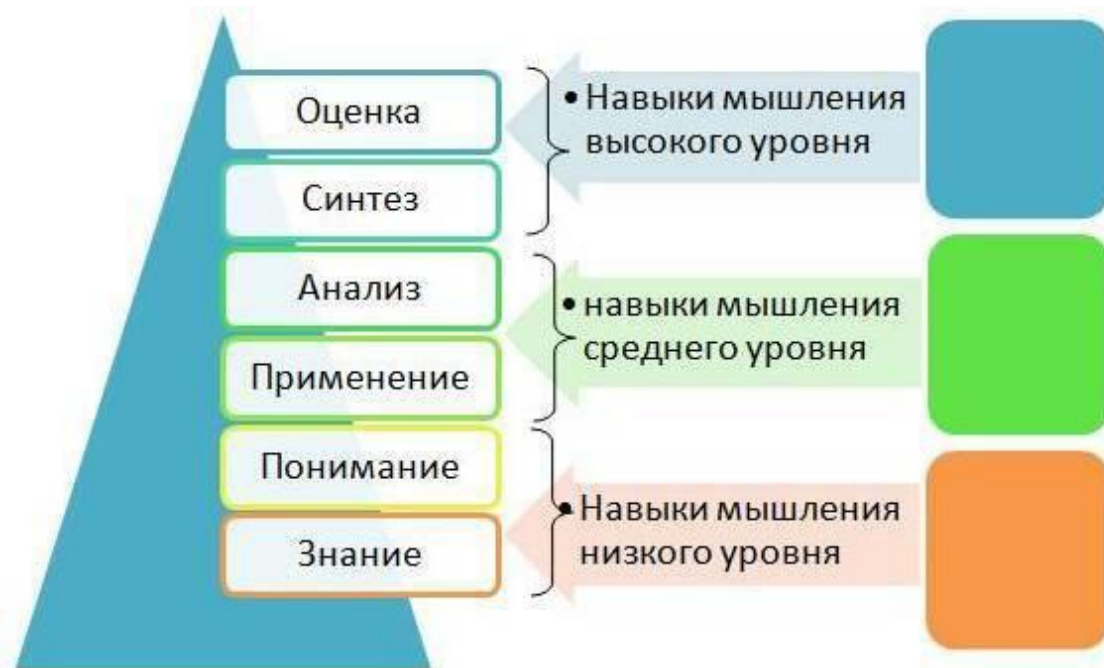 Оценка
Синтез
Анализ
Применение
Понимание
Знание
• Навыки мышления
высокого уровня
• навыки мышления
среднего уровня
• Навыки мышления
низкого уровня